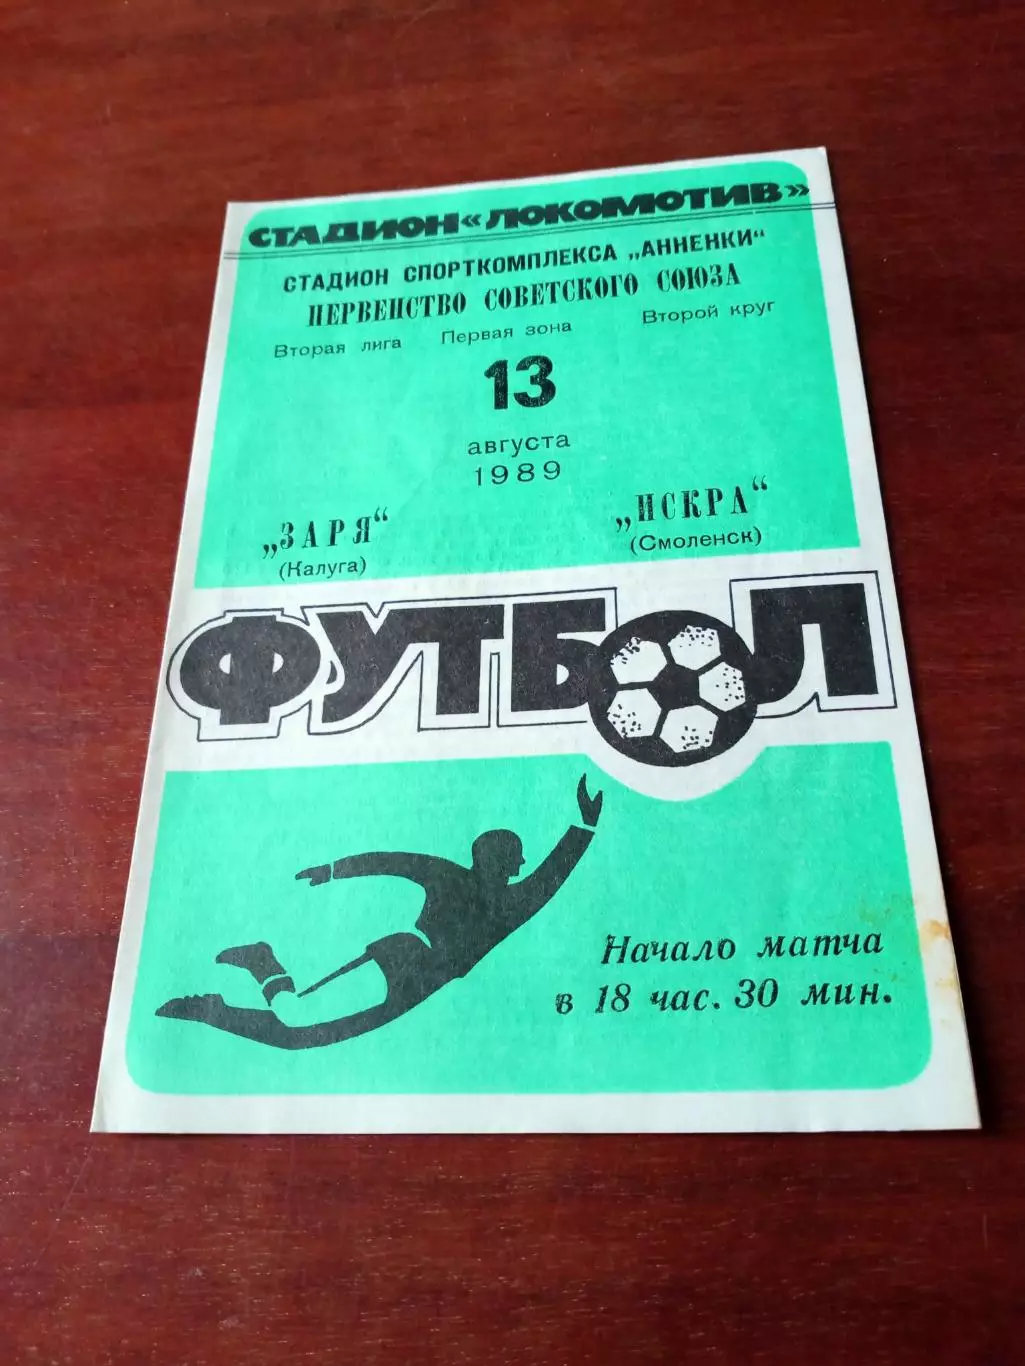 СТАДИОН «ЛОКОМОТИВ»
СТАДИОН СПОРТКОМПЛЕКСА „АННЕНКИ“
ПЕРВЕНСТВО СОВЕТСКОГО СОЮЗА
Вторая лига Первая зона Второй круг
13
августа
1989
„ЗАРЯ“ „ИСКРА“
(Калуга) (Смоленск)
ФУТБОЛ
Начало матча
в 18 час. 30 мин.